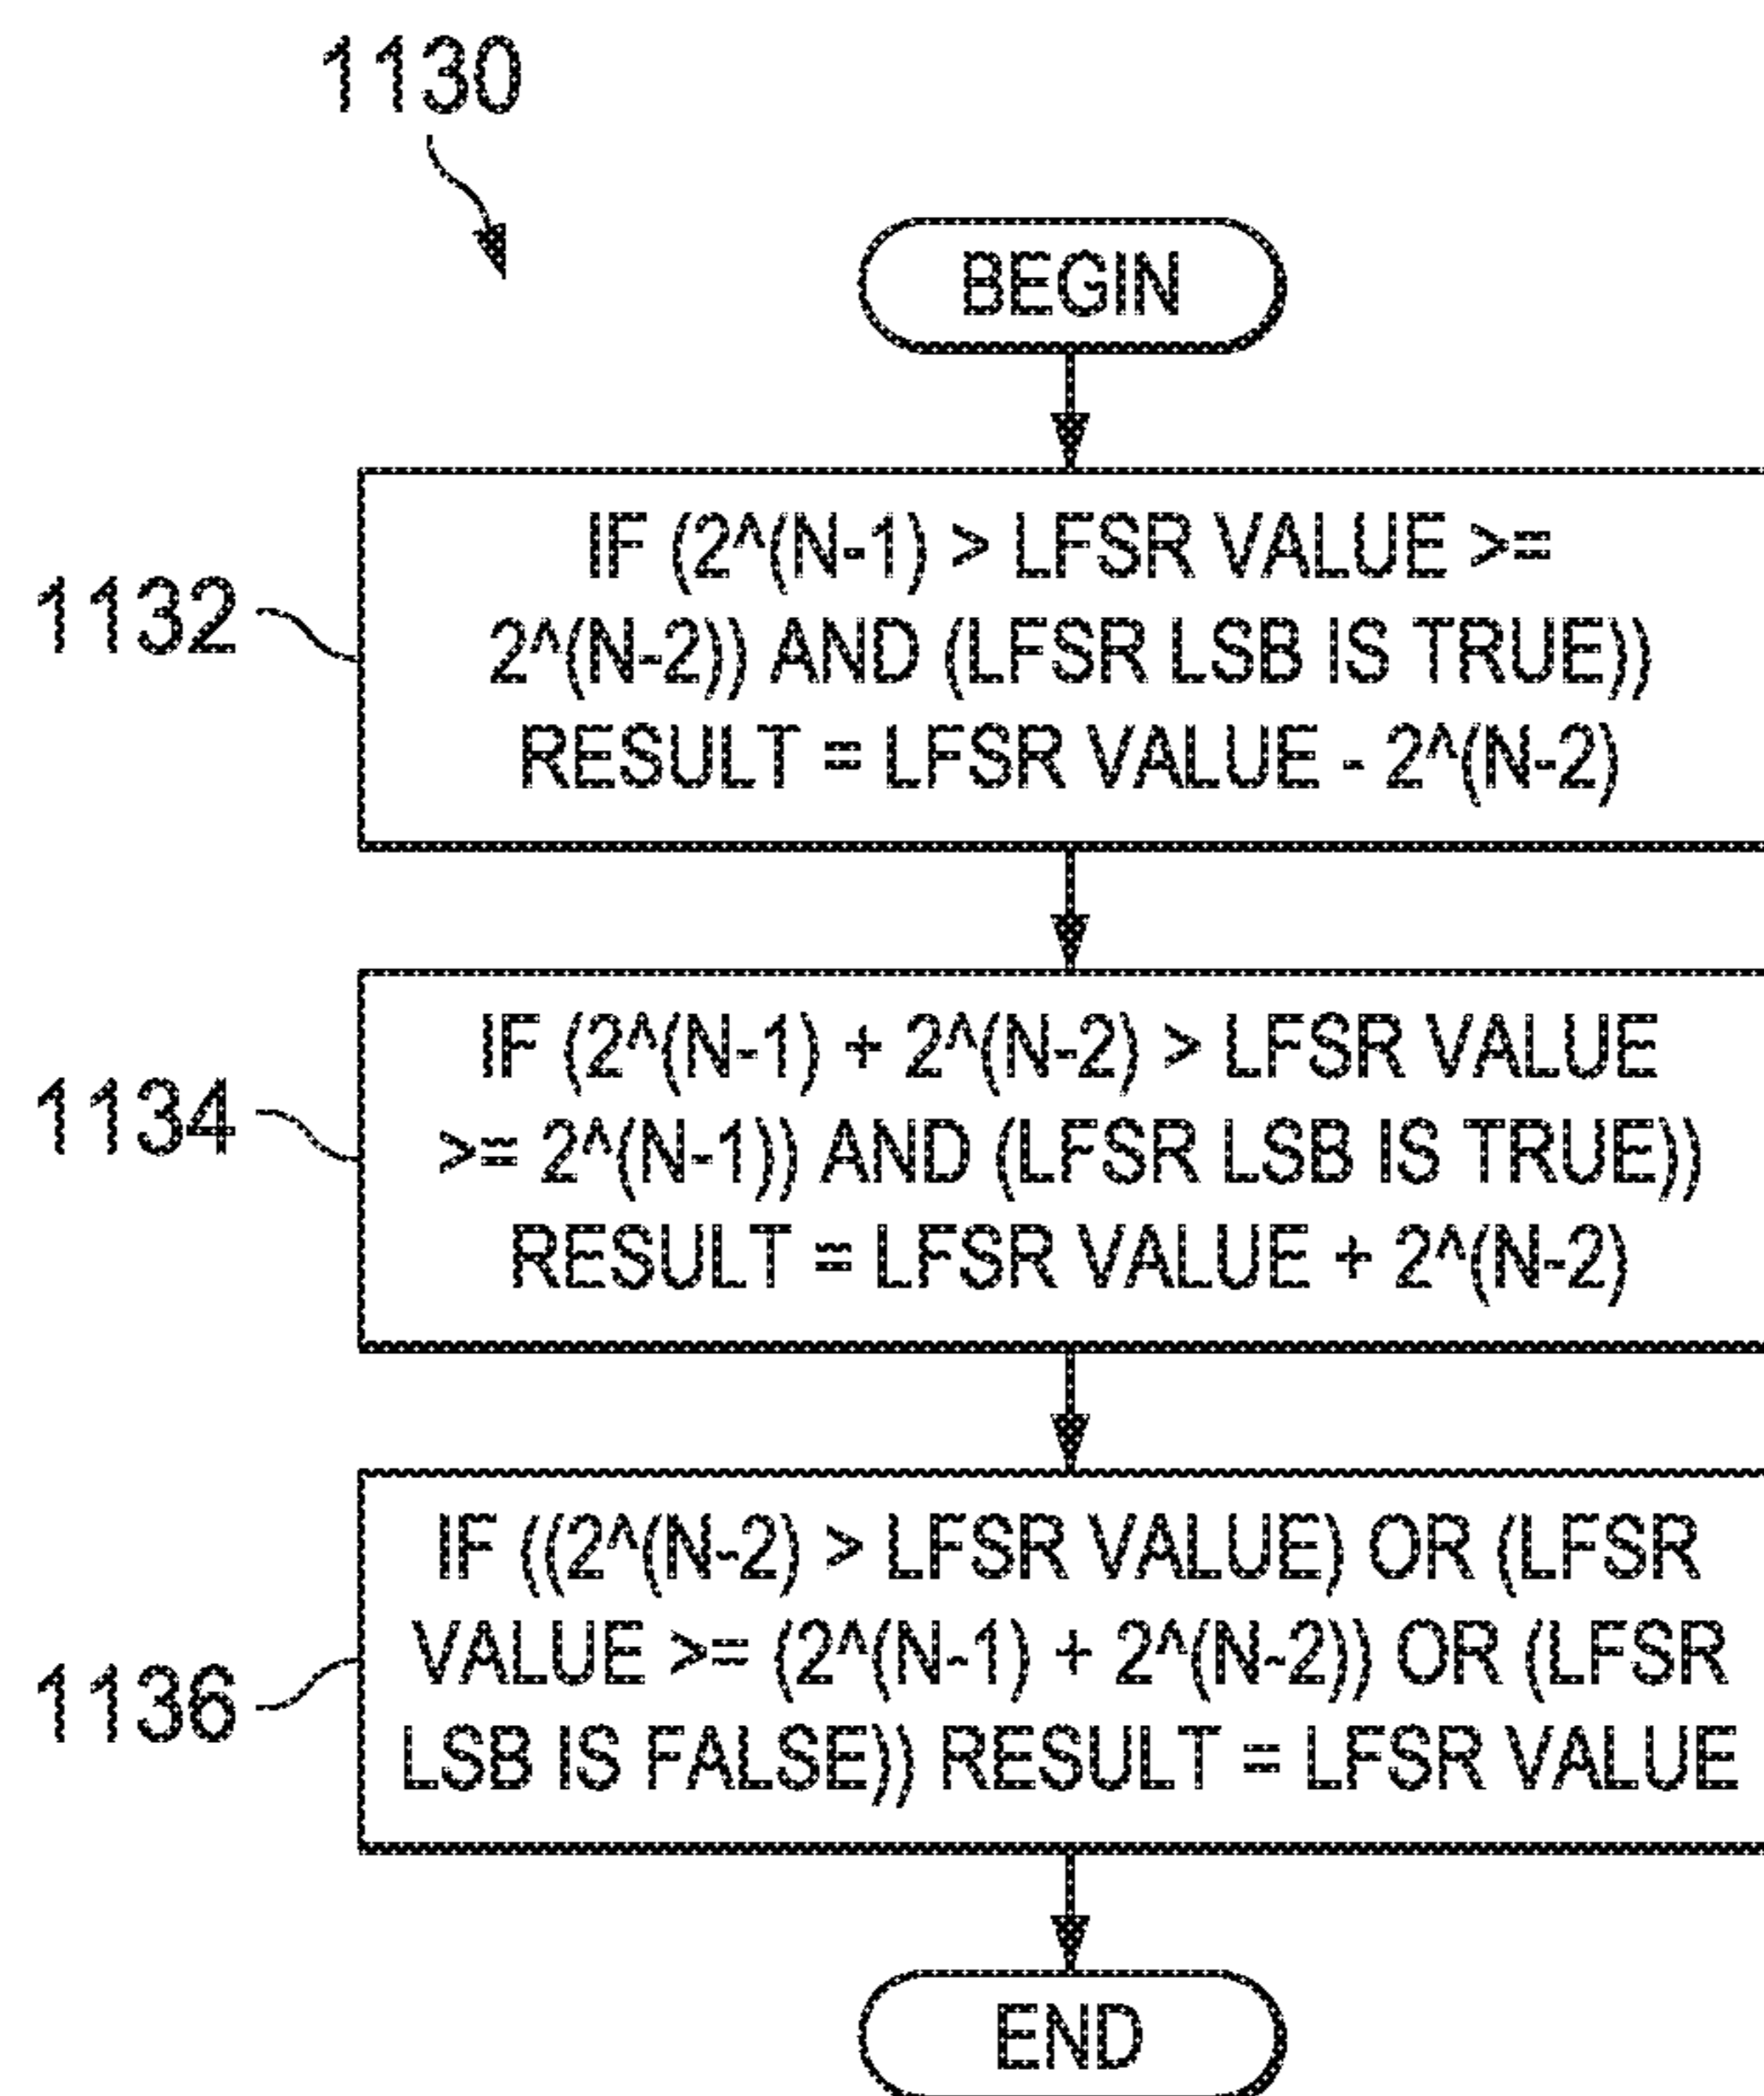 1130
BEGIN
1132
IF (2^(N-1) > LFSR VALUE >=
2^(N-2)) AND (LFSR LSB IS TRUE))
RESULT = LFSR VALUE - 2^(N-2)
1134
IF (2^(N-1) + 2^(N-2) > LFSR VALUE
>= 2^(N-1)) AND (LFSR LSB IS TRUE))
RESULT = LFSR VALUE + 2^(N-2)
1136
IF ((2^(N-2) > LFSR VALUE) OR (LFSR
VALUE >= (2^(N-1) + 2^(N-2)) OR (LFSR
LSB IS FALSE)) RESULT = LFSR VALUE
END